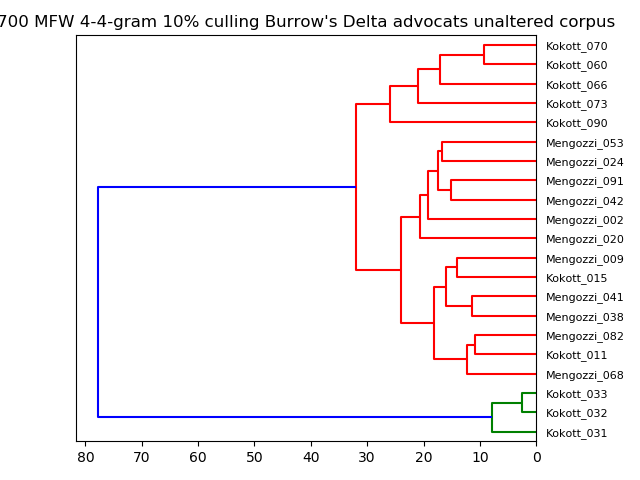 700 MFW 4-4-gram 10% culling Burrow's Delta advocats unaltered corpus
Kokott_070
Kokott_060
Kokott_066
Kokott_073
Kokott_090
Mengozzi_053
Mengozzi_024
Mengozzi_091
Mengozzi_042
Mengozzi_002
Mengozzi_020
Mengozzi_009
Kokott_015
Mengozzi_041
Mengozzi_038
Mengozzi_082
Kokott_011
Mengozzi_068
Kokott_033
Kokott_032
Kokott_031
80 70 60 50 40 30 20 10 0